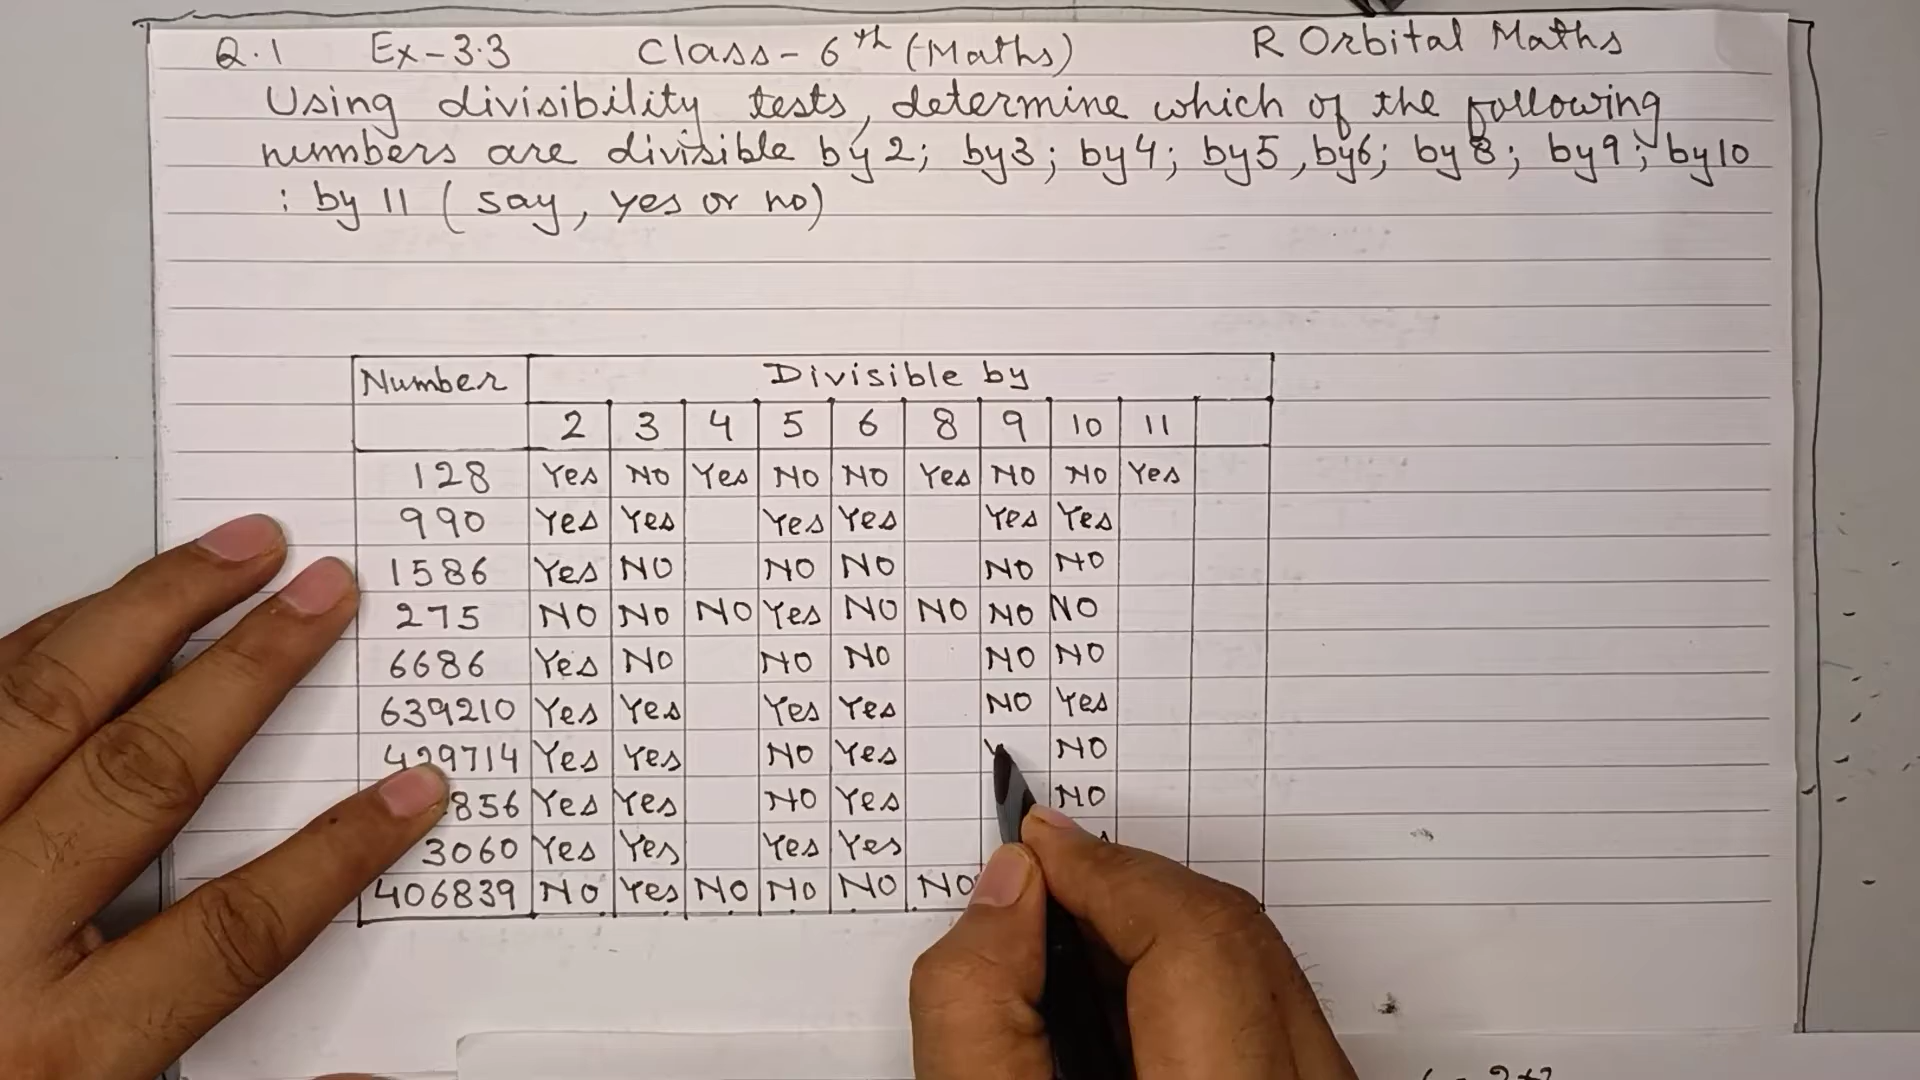 Q.1 Ex-3.3 Class-6th (Maths) R Orbital Maths
Using divisibility tests, determine which of the following
numbers are divisible by 2; by 3; by 4; by 5, by 6; by 8; by 9; by 10
: by 11 (say, yes or no)
Number Divisible by
2 3 4 5 6 8 9 10 11
128 Yes NO Yes NO NO Yes NO NO Yes
990 Yes Yes Yes Yes Yes Yes
1586 Yes NO NO NO NO NO
275 NO NO NO Yes NO NO NO NO
6686 Yes NO NO NO NO NO
639210 Yes Yes Yes Yes NO Yes
429714 Yes Yes NO Yes NO
856 Yes Yes NO Yes NO
3060 Yes Yes Yes Yes
406839 NO Yes NO NO NO NO